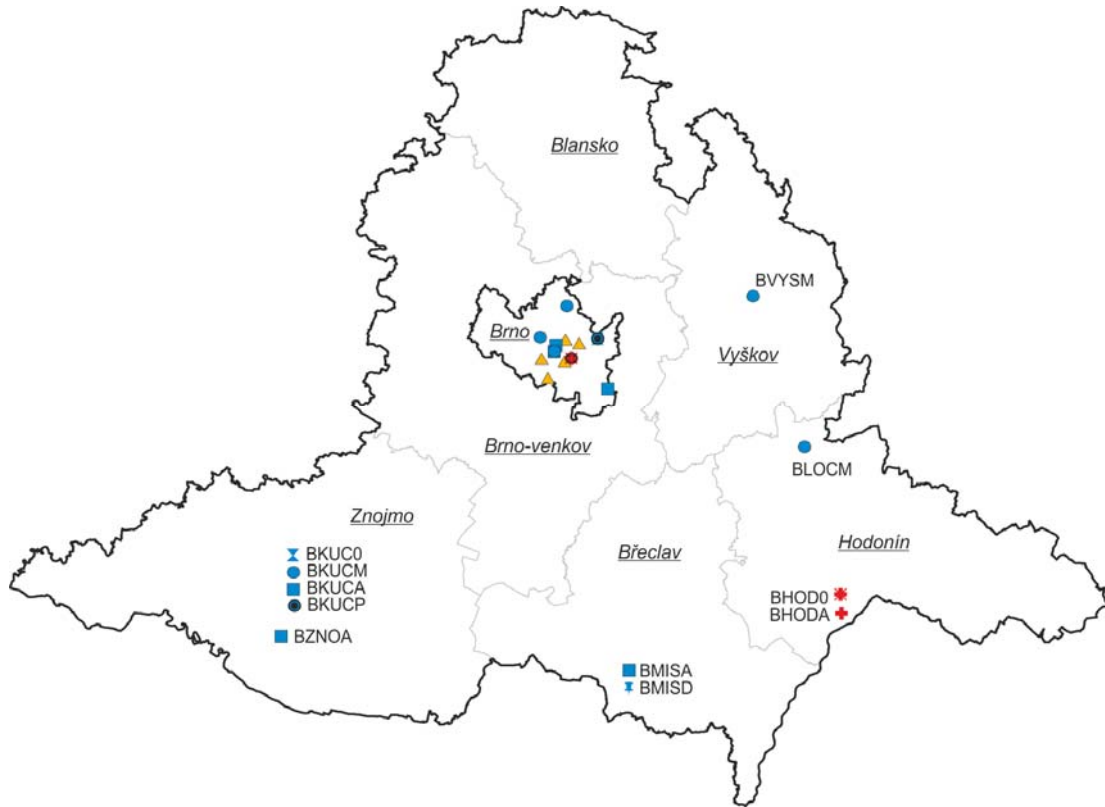 Blansko
BVYSM
Brno
Vyškov
Brno-venkov
BLOCM
Znojmo
Břeclav
Hodonín
BKUC0
BKUCM
BKUCA
BKUCP
BHOD0
BHODA
BZNOA
BMISA
BMISD